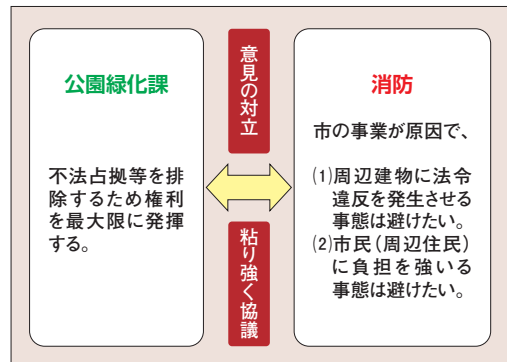 公園緑化課
不法占拠等を排
除するため権利
を最大限に発揮
する。
意見の対立
粘り強く協議
消防
市の事業が原因で、
(1)周辺建物に法令
違反を発生させる
事態は避けたい。
(2)市民(周辺住民)
に負担を強いる
事態は避けたい。